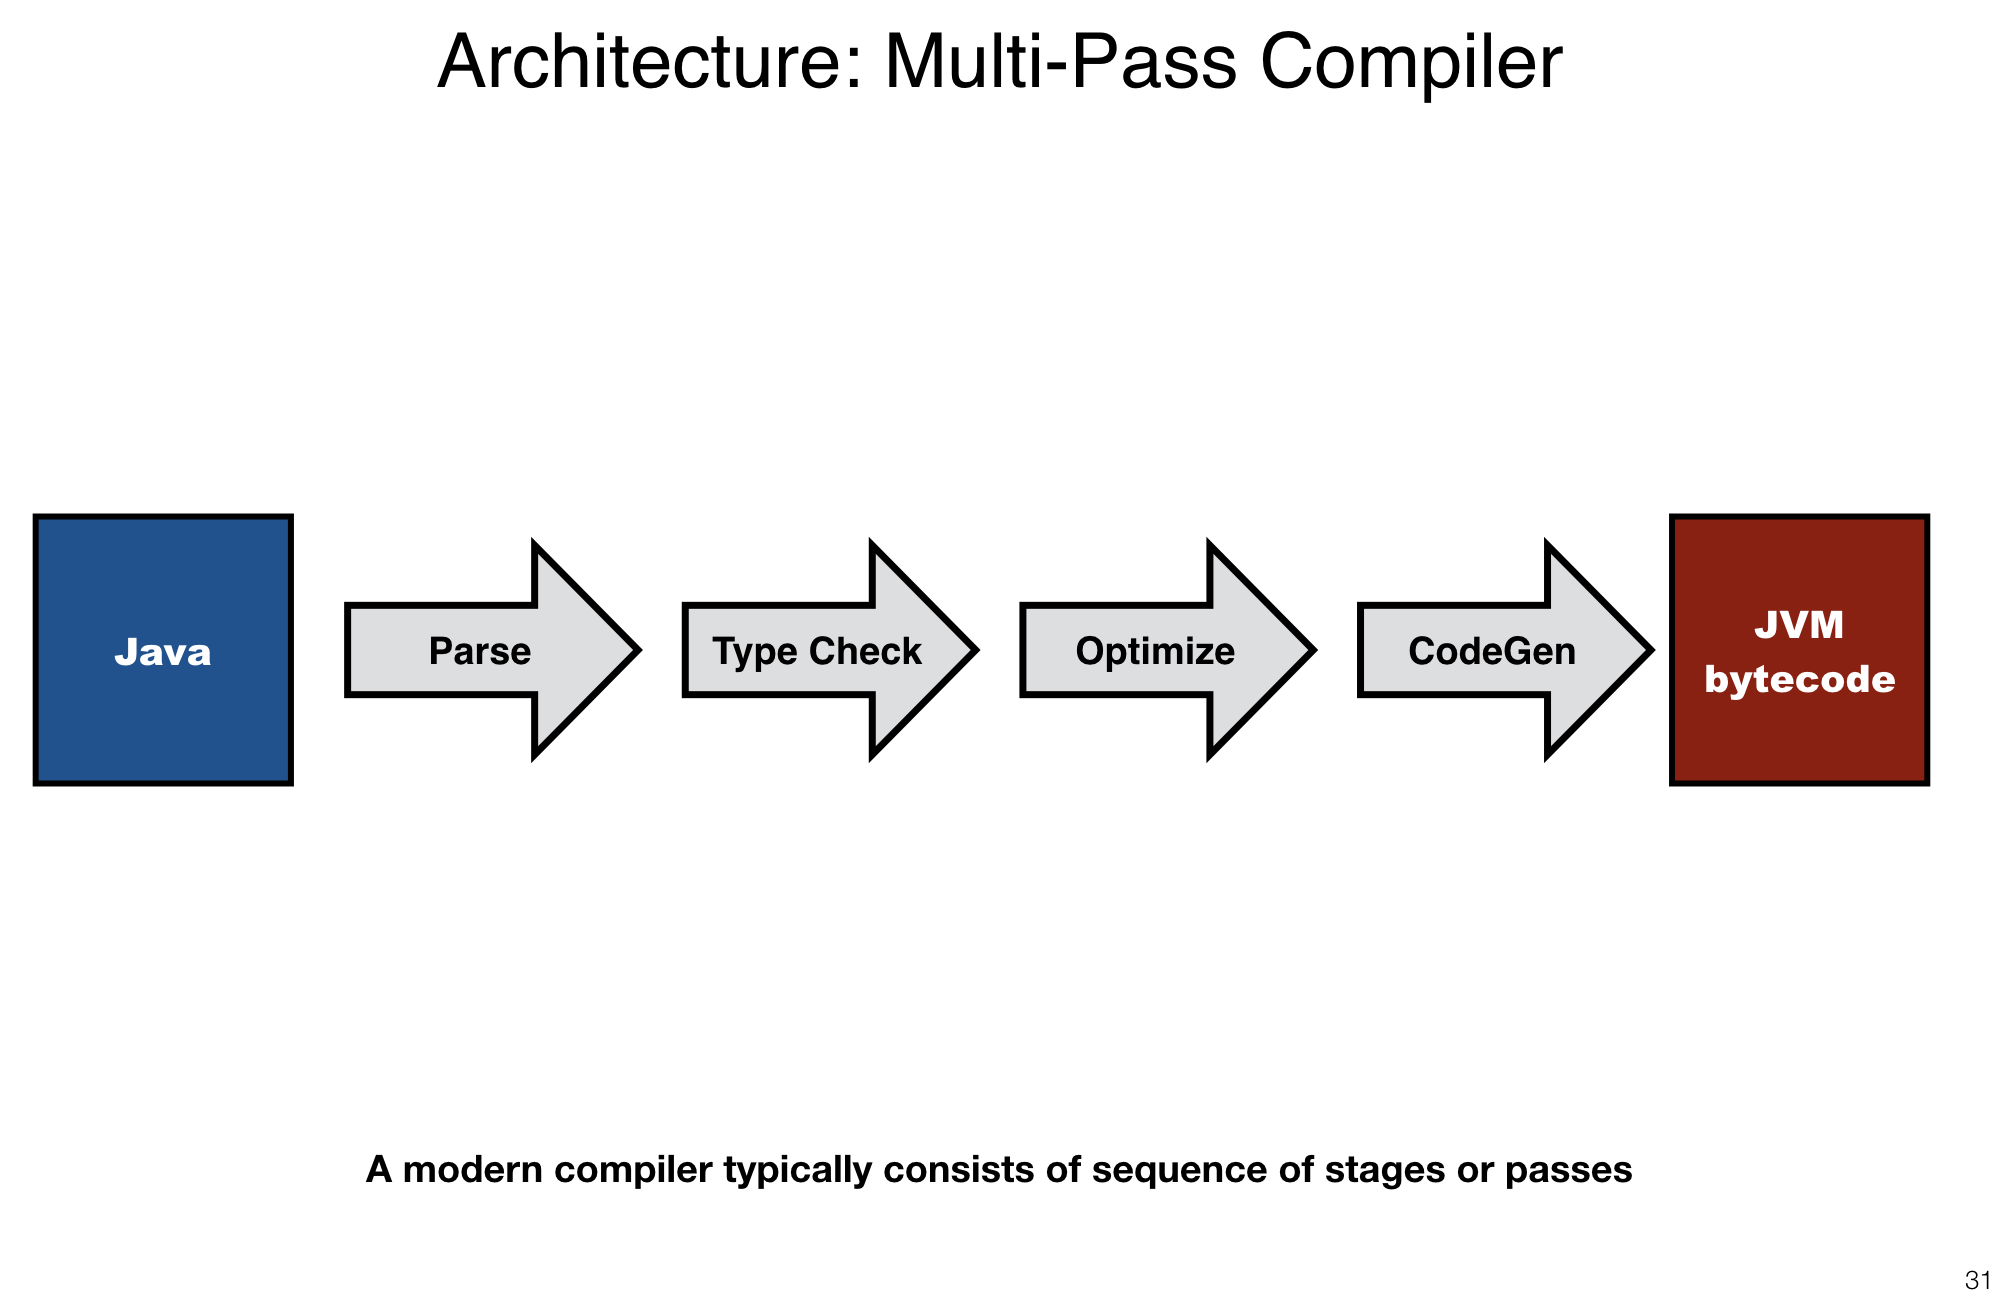 Architecture: Multi-Pass Compiler
Java
Parse
Type Check
Optimize
CodeGen
JVM
bytecode
A modern compiler typically consists of sequence of stages or passes
31